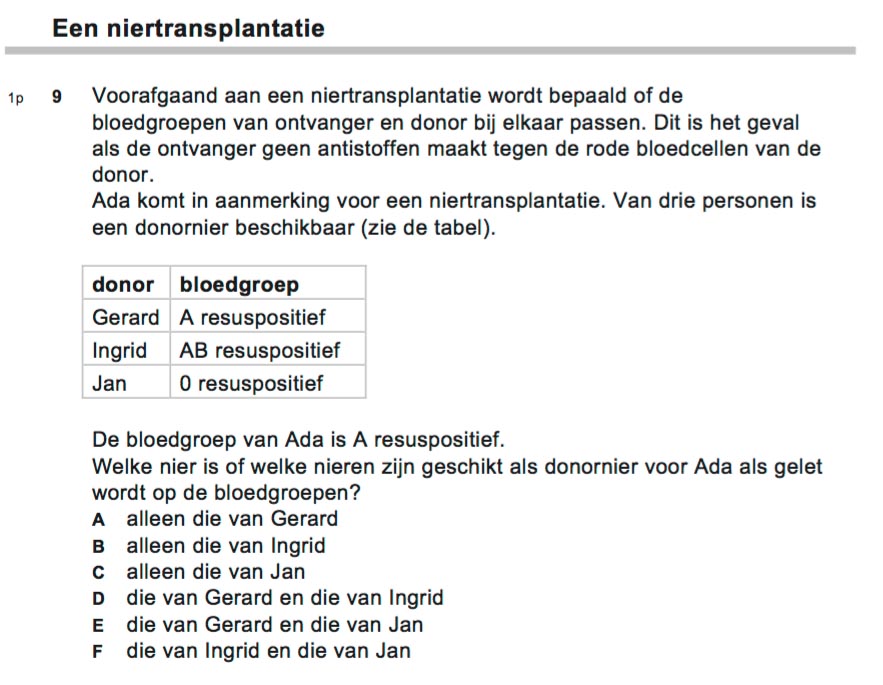 Een niertransplantatie
1p 9 Voorafgaand aan een niertransplantatie wordt bepaald of de
bloedgroepen van ontvanger en donor bij elkaar passen. Dit is het geval
als de ontvanger geen antistoffen maakt tegen de rode bloedcellen van de
donor.
Ada komt in aanmerking voor een niertransplantatie. Van drie personen is
een donornier beschikbaar (zie de tabel).
donor bloedgroep
Gerard A resuspositief
Ingrid AB resuspositief
Jan 0 resuspositief
De bloedgroep van Ada is A resuspositief.
Welke nier is of welke nieren zijn geschikt als donornier voor Ada als gelet
wordt op de bloedgroepen?
A alleen die van Gerard
B alleen die van Ingrid
C alleen die van Jan
D die van Gerard en die van Ingrid
E die van Gerard en die van Jan
F die van Ingrid en die van Jan